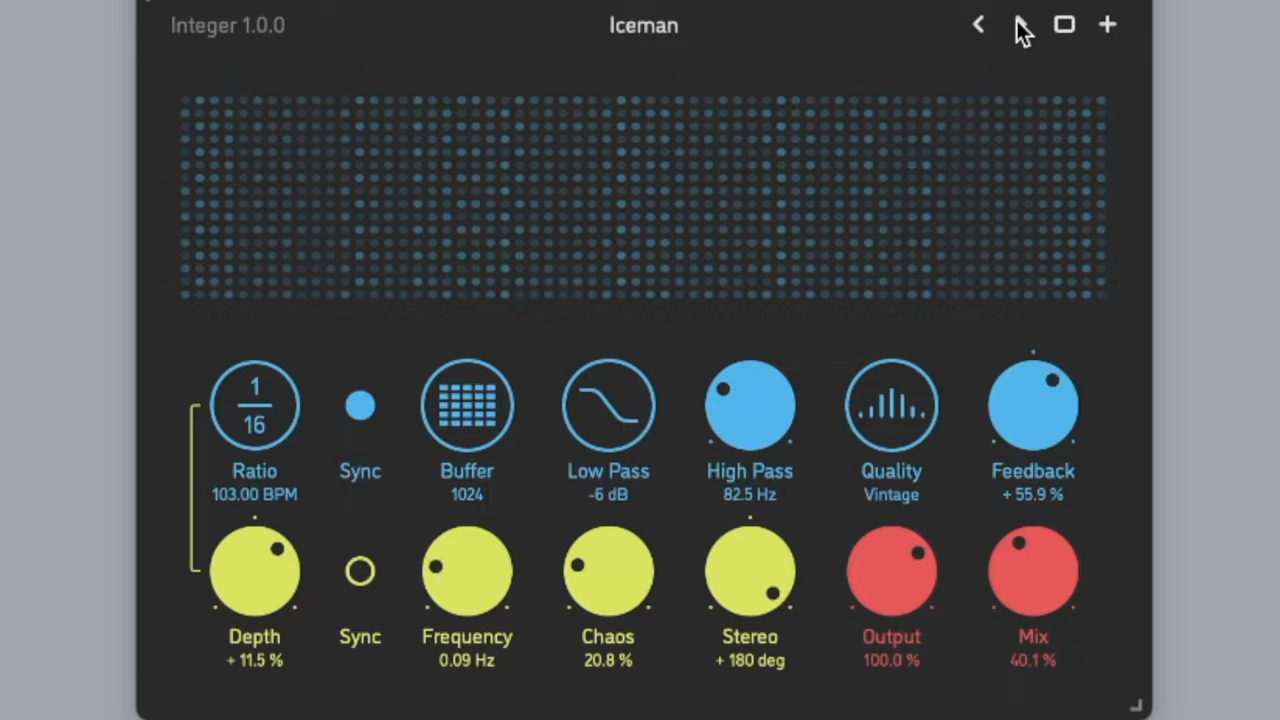 Integer 1.0.0
Iceman
1
16
Ratio
103.00 BPM
Sync
Buffer
1024
Low Pass
-6 dB
High Pass
82.5 Hz
Quality
Vintage
Feedback
+ 55.9 %
Depth
+ 11.5 %
Sync
Frequency
0.09 Hz
Chaos
20.8 %
Stereo
+ 180 deg
Output
100.0 %
Mix
40.1 %